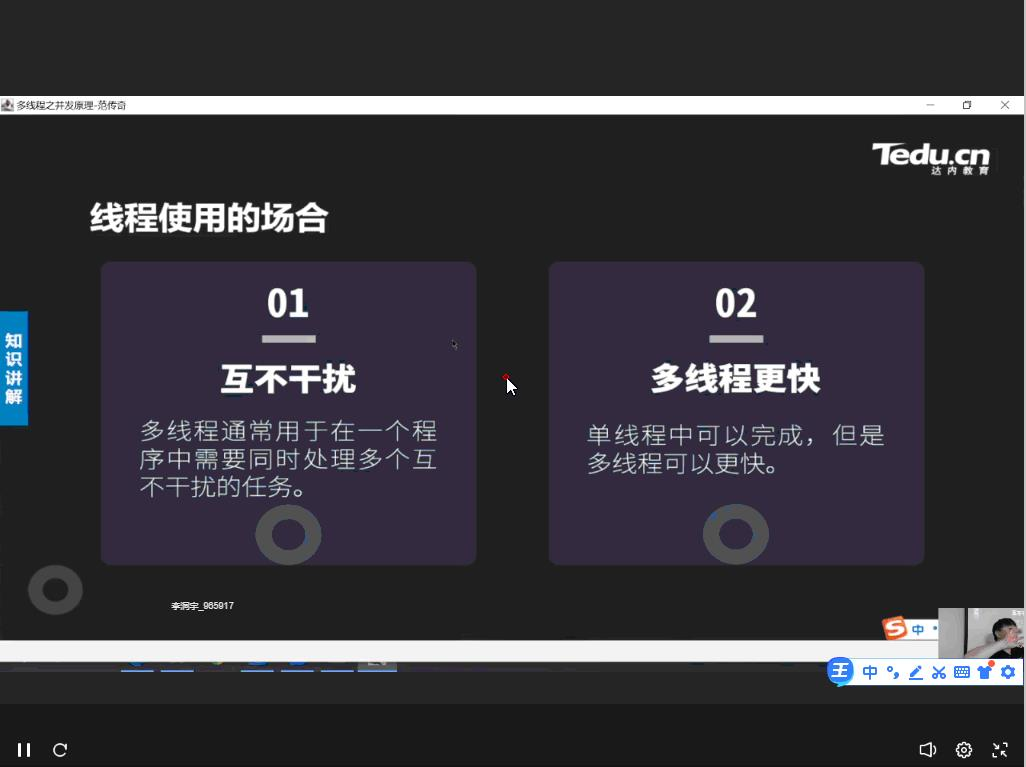 多线程之并发原理-范传奇
Tedu.cn
达内教育
线程使用的场合
01
互不干扰
多线程通常用于在一个程
序中需要同时处理多个互
不干扰的任务。
02
多线程更快
单线程中可以完成，但是
多线程可以更快。
知识讲解
李洞宇_985917
S中
王中